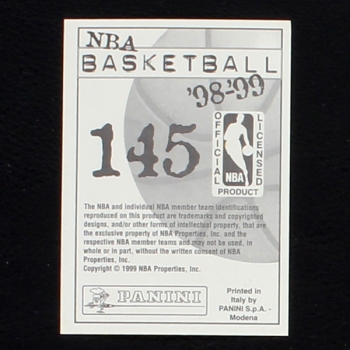 NBA
BASKETBALL
'98-'99
145
OFFICIAL
LICENSED
NBA
PRODUCT
The NBA and individual NBA member team identifications
reproduced on this product are trademarks and copyrighted
designs, and/or other forms of intellectual property, that are
the exclusive property of NBA Properties, Inc. and the
respective NBA member teams and may not be used, in
whole or in part, without the written consent of NBA
Properties, Inc.
Copyright © 1999 NBA Properties, Inc.
PANINI
Printed in
Italy by
PANINI S.p.A. -
Modena